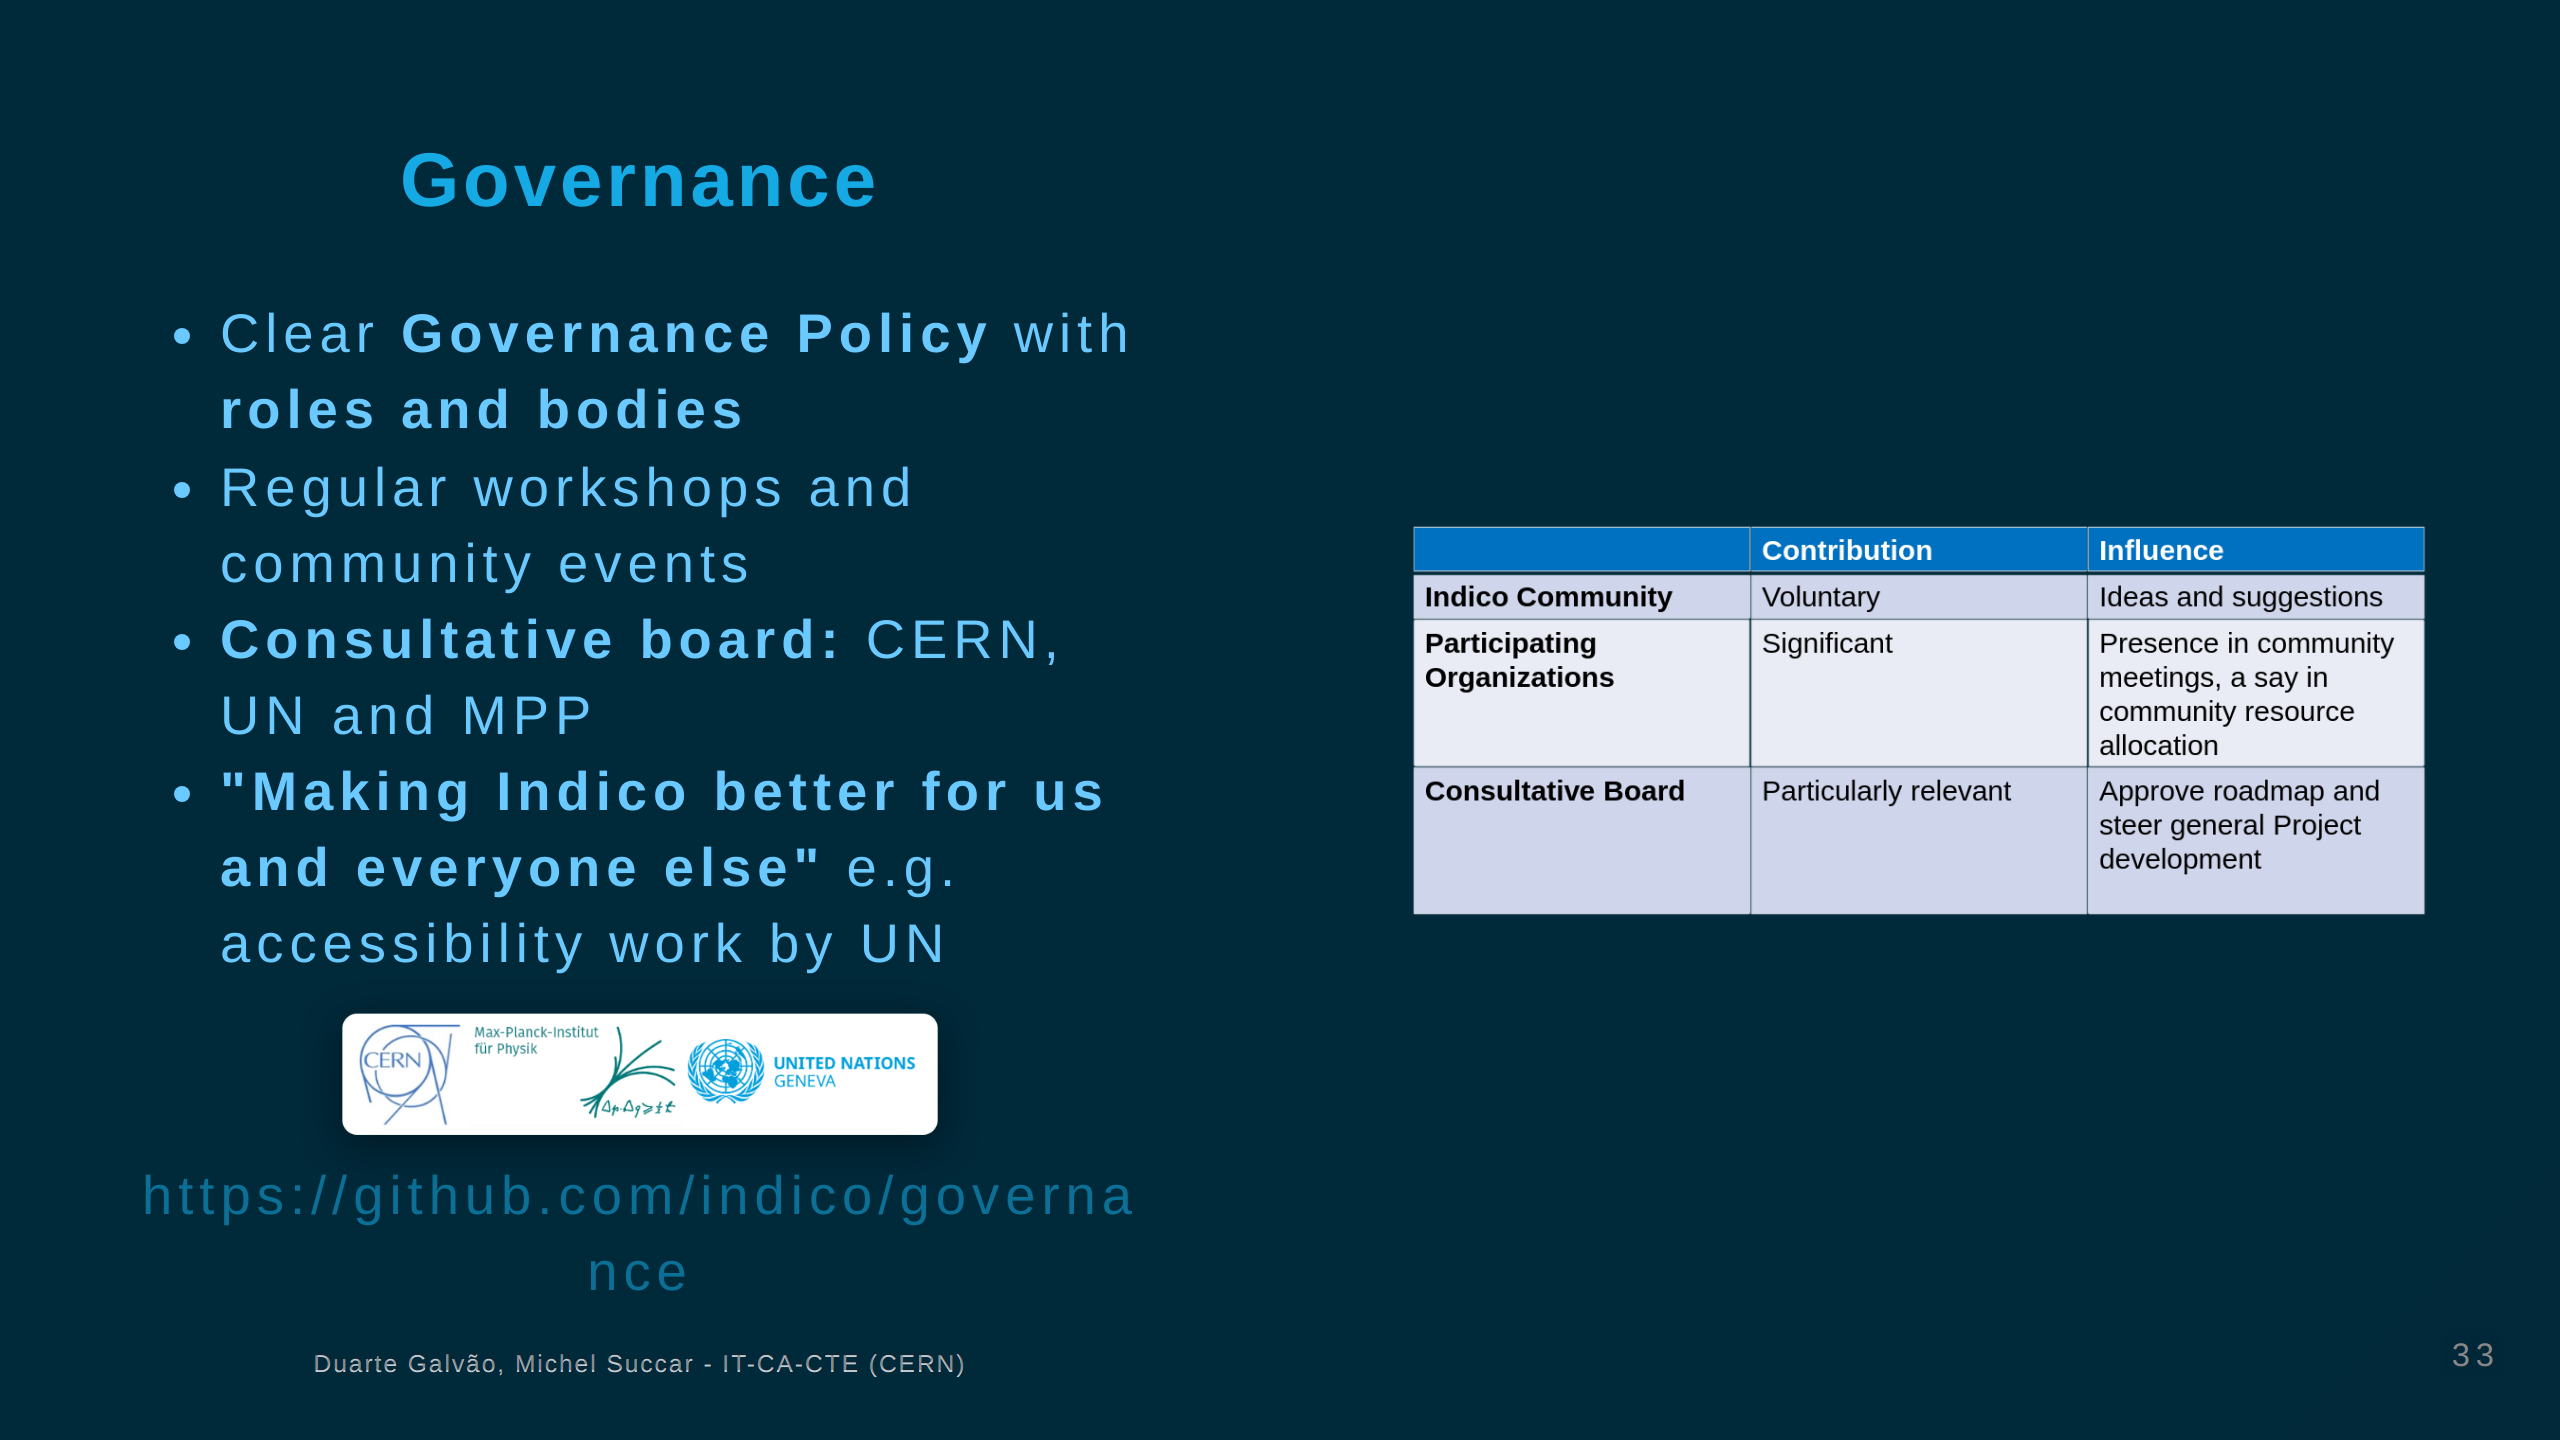 Governance
• Clear Governance Policy with
roles and bodies
• Regular workshops and
community events
• Consultative board: CERN,
UN and MPP
• "Making Indico better for us
and everyone else" e.g.
accessibility work by UN
CERN
Max-Planck-Institut
für Physik
Δp·Δq≥½ħ
UNITED NATIONS
GENEVA
https://github.com/indico/governa
nce
Contribution Influence
Indico Community Voluntary Ideas and suggestions
Participating Significant Presence in community
Organizations meetings, a say in
community resource
allocation
Consultative Board Particularly relevant Approve roadmap and
steer general Project
development
Duarte Galvão, Michel Succar - IT-CA-CTE (CERN)
33